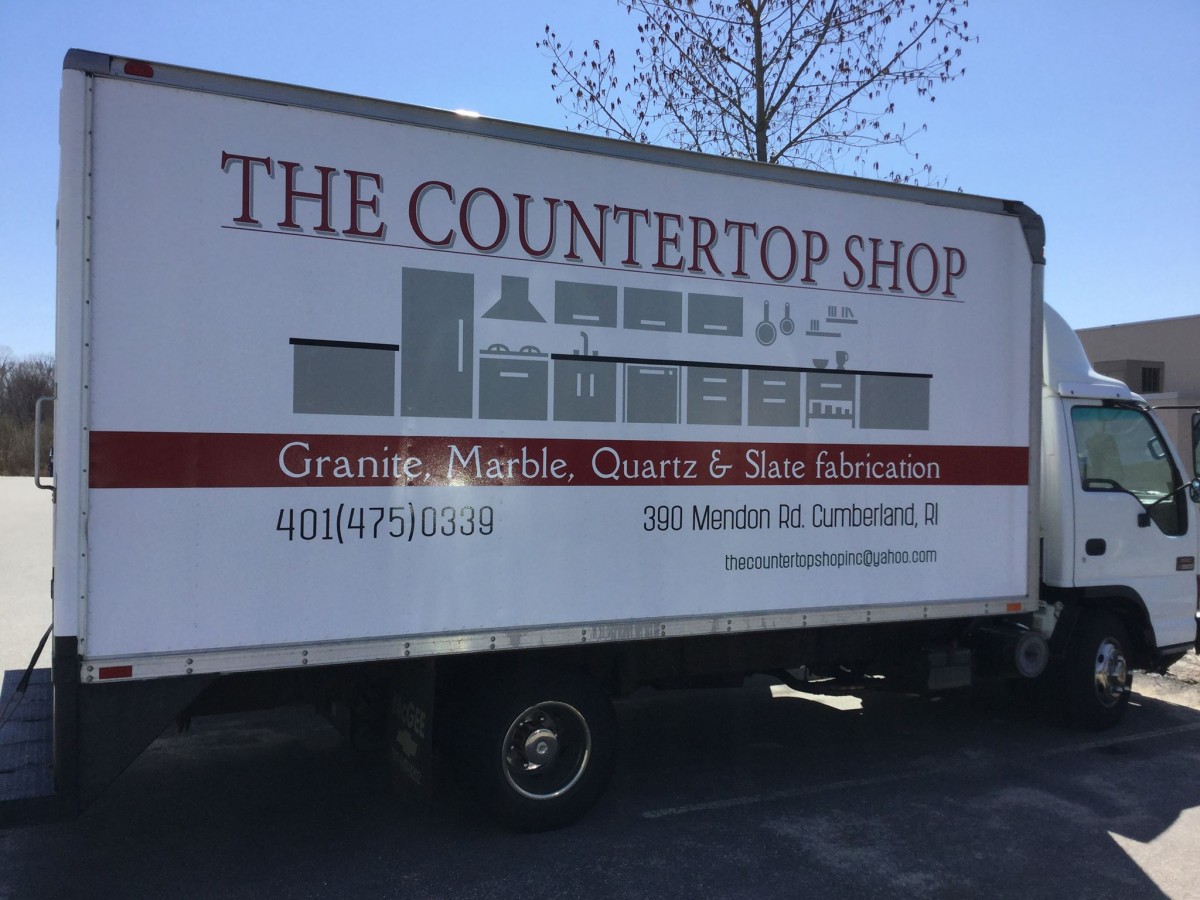 THE COUNTERTOP SHOP
Granite, Marble, Quartz & Slate fabrication
401(475)0339
390 Mendon Rd. Cumberland, RI
thecountertopshopinc@yahoo.com